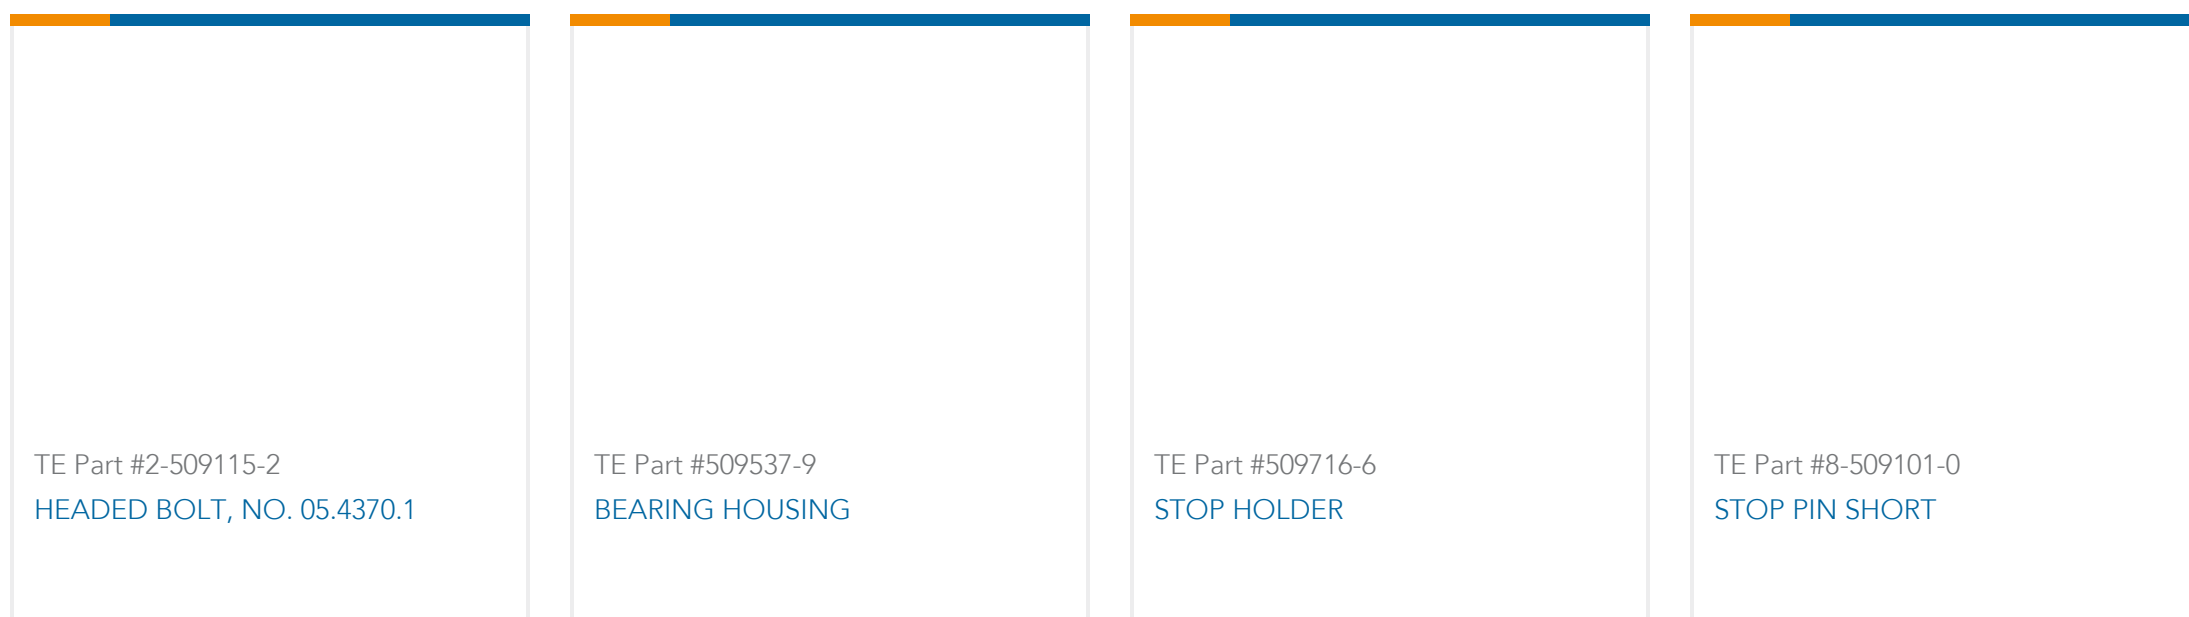 TE Part #2-509115-2
HEADED BOLT, NO. 05.4370.1
TE Part #509537-9
BEARING HOUSING
TE Part #509716-6
STOP HOLDER
TE Part #8-509101-0
STOP PIN SHORT